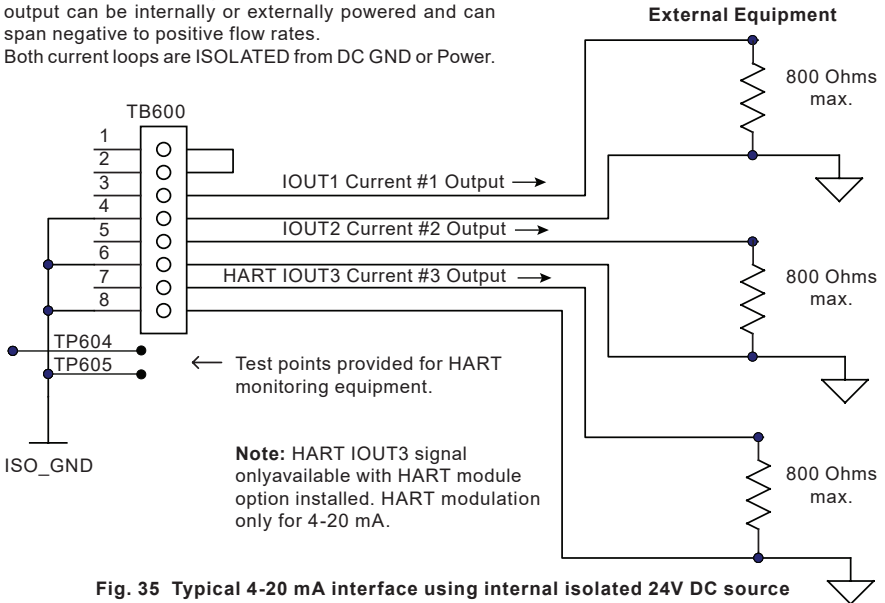 output can be internally or externally powered and can
span negative to positive flow rates.
Both current loops are ISOLATED from DC GND or Power.
External Equipment
800 Ohms
max.
TB600
1
2
3
4
5
6
7
8
IOUT1 Current #1 Output
IOUT2 Current #2 Output
HART IOUT3 Current #3 Output
800 Ohms
max.
TP604
TP605
Test points provided for HART
monitoring equipment.
ISO_GND
Note: HART IOUT3 signal
onlyavailable with HART module
option installed. HART modulation
only for 4-20 mA.
800 Ohms
max.
Fig. 35 Typical 4-20 mA interface using internal isolated 24V DC source